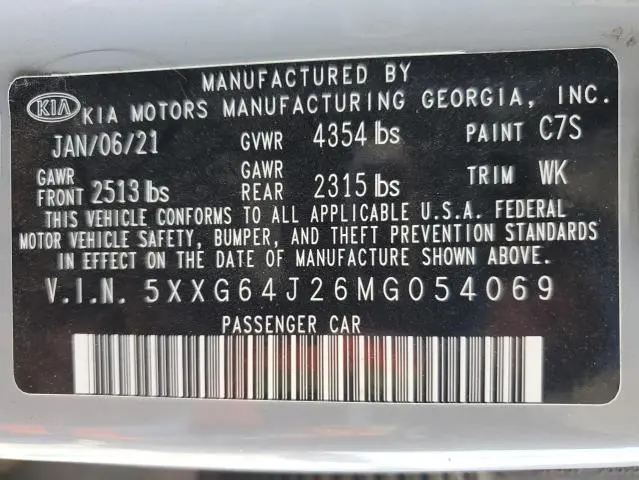 MANUFACTURED BY
KIA KIA MOTORS MANUFACTURING GEORGIA, INC.
JAN/06/21 GVWR 4354 lbs PAINT C7S
GAWR FRONT 2513 lbs GAWR REAR 2315 lbs TRIM WK
THIS VEHICLE CONFORMS TO ALL APPLICABLE U.S.A. FEDERAL
MOTOR VEHICLE SAFETY, BUMPER, AND THEFT PREVENTION STANDARDS
IN EFFECT ON THE DATE OF MANUFACTURE SHOWN ABOVE.
V.I.N. 5XXG64J26MG054069
PASSENGER CAR